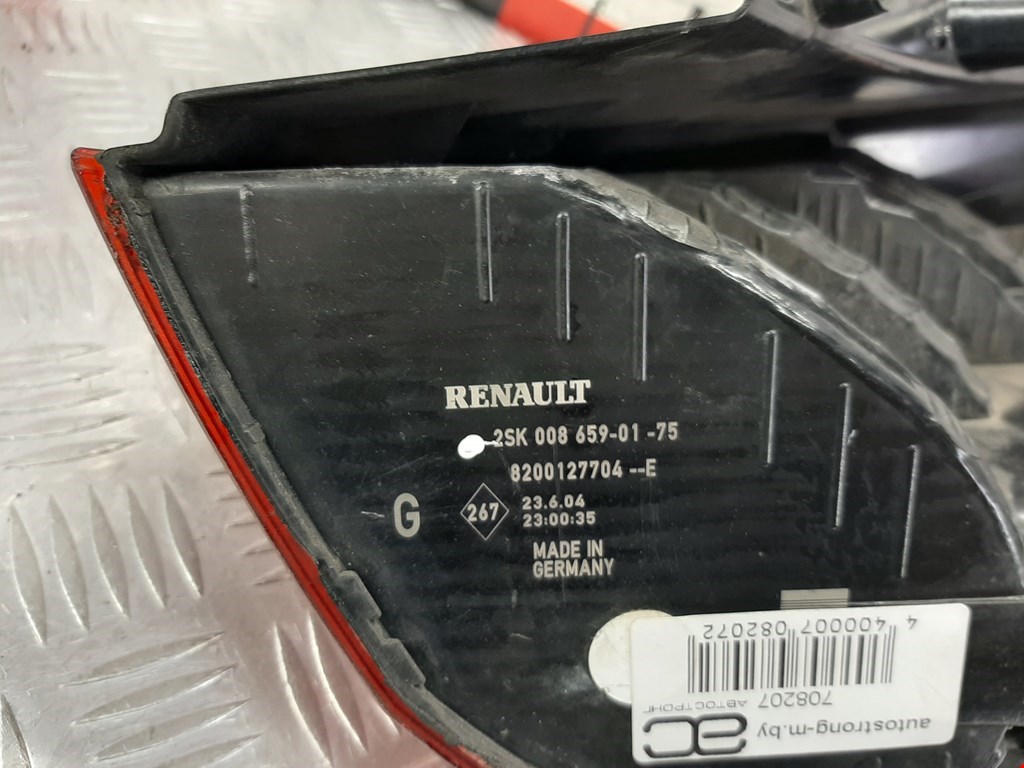 RENAULT
2SK 008 659-01 -75
8200127704 --E
G
267
23.6.04
23:00:35
MADE IN
GERMANY
autostrong-m.by
708207 АВТОСТРОНГ
4 400007 082072